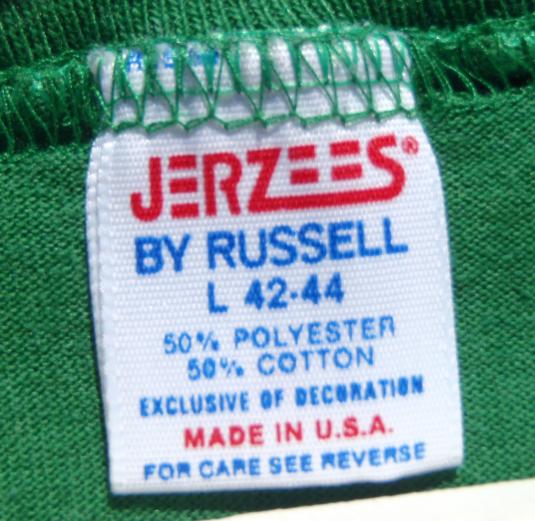 JERZEES®
BY RUSSELL
L 42-44
50% POLYESTER
50% COTTON
EXCLUSIVE OF DECORATION
MADE IN U.S.A.
FOR CARE SEE REVERSE